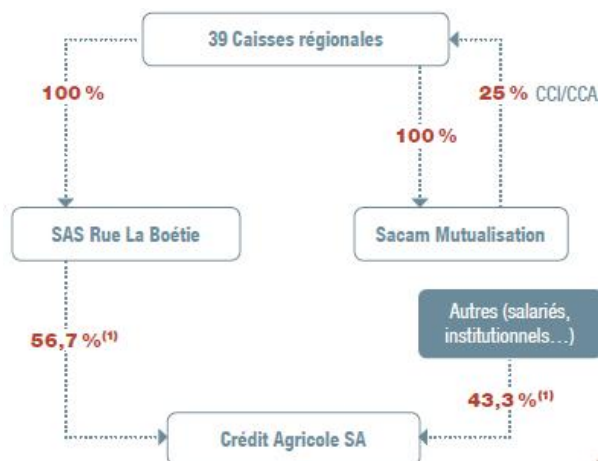 39 Caisses régionales
100 %
25 % CCI/CCA
100 %
SAS Rue La Boétie
Sacam Mutualisation
Autres (salariés,
institutionnels...)
56,7 %(1)
43,3 %(1)
Crédit Agricole SA